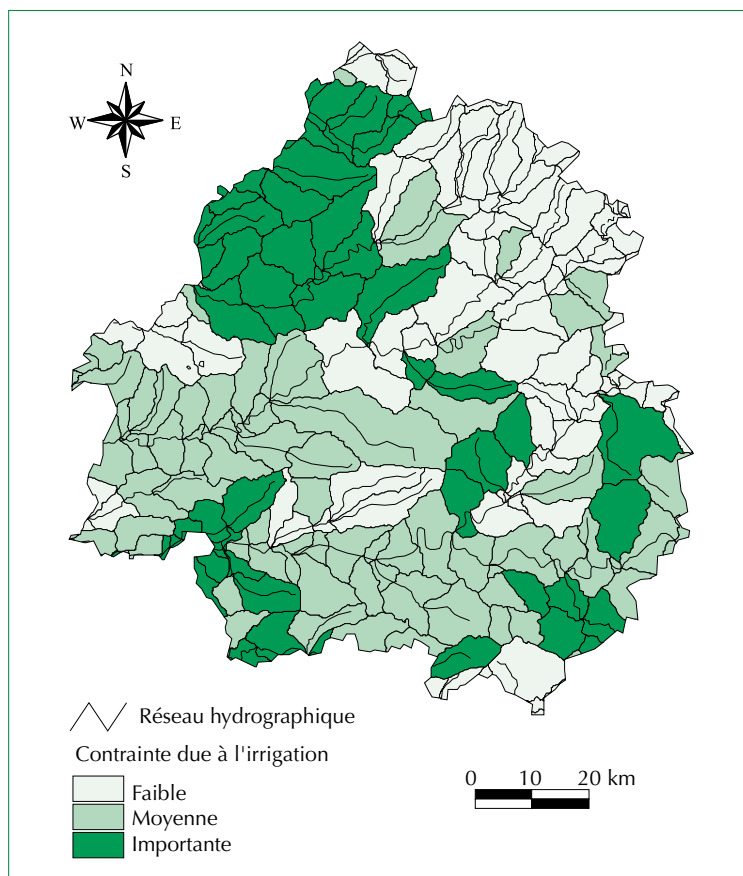 N
W E
S
Réseau hydrographique
Contrainte due à l'irrigation
Faible
Moyenne
Importante
0 10 20 km